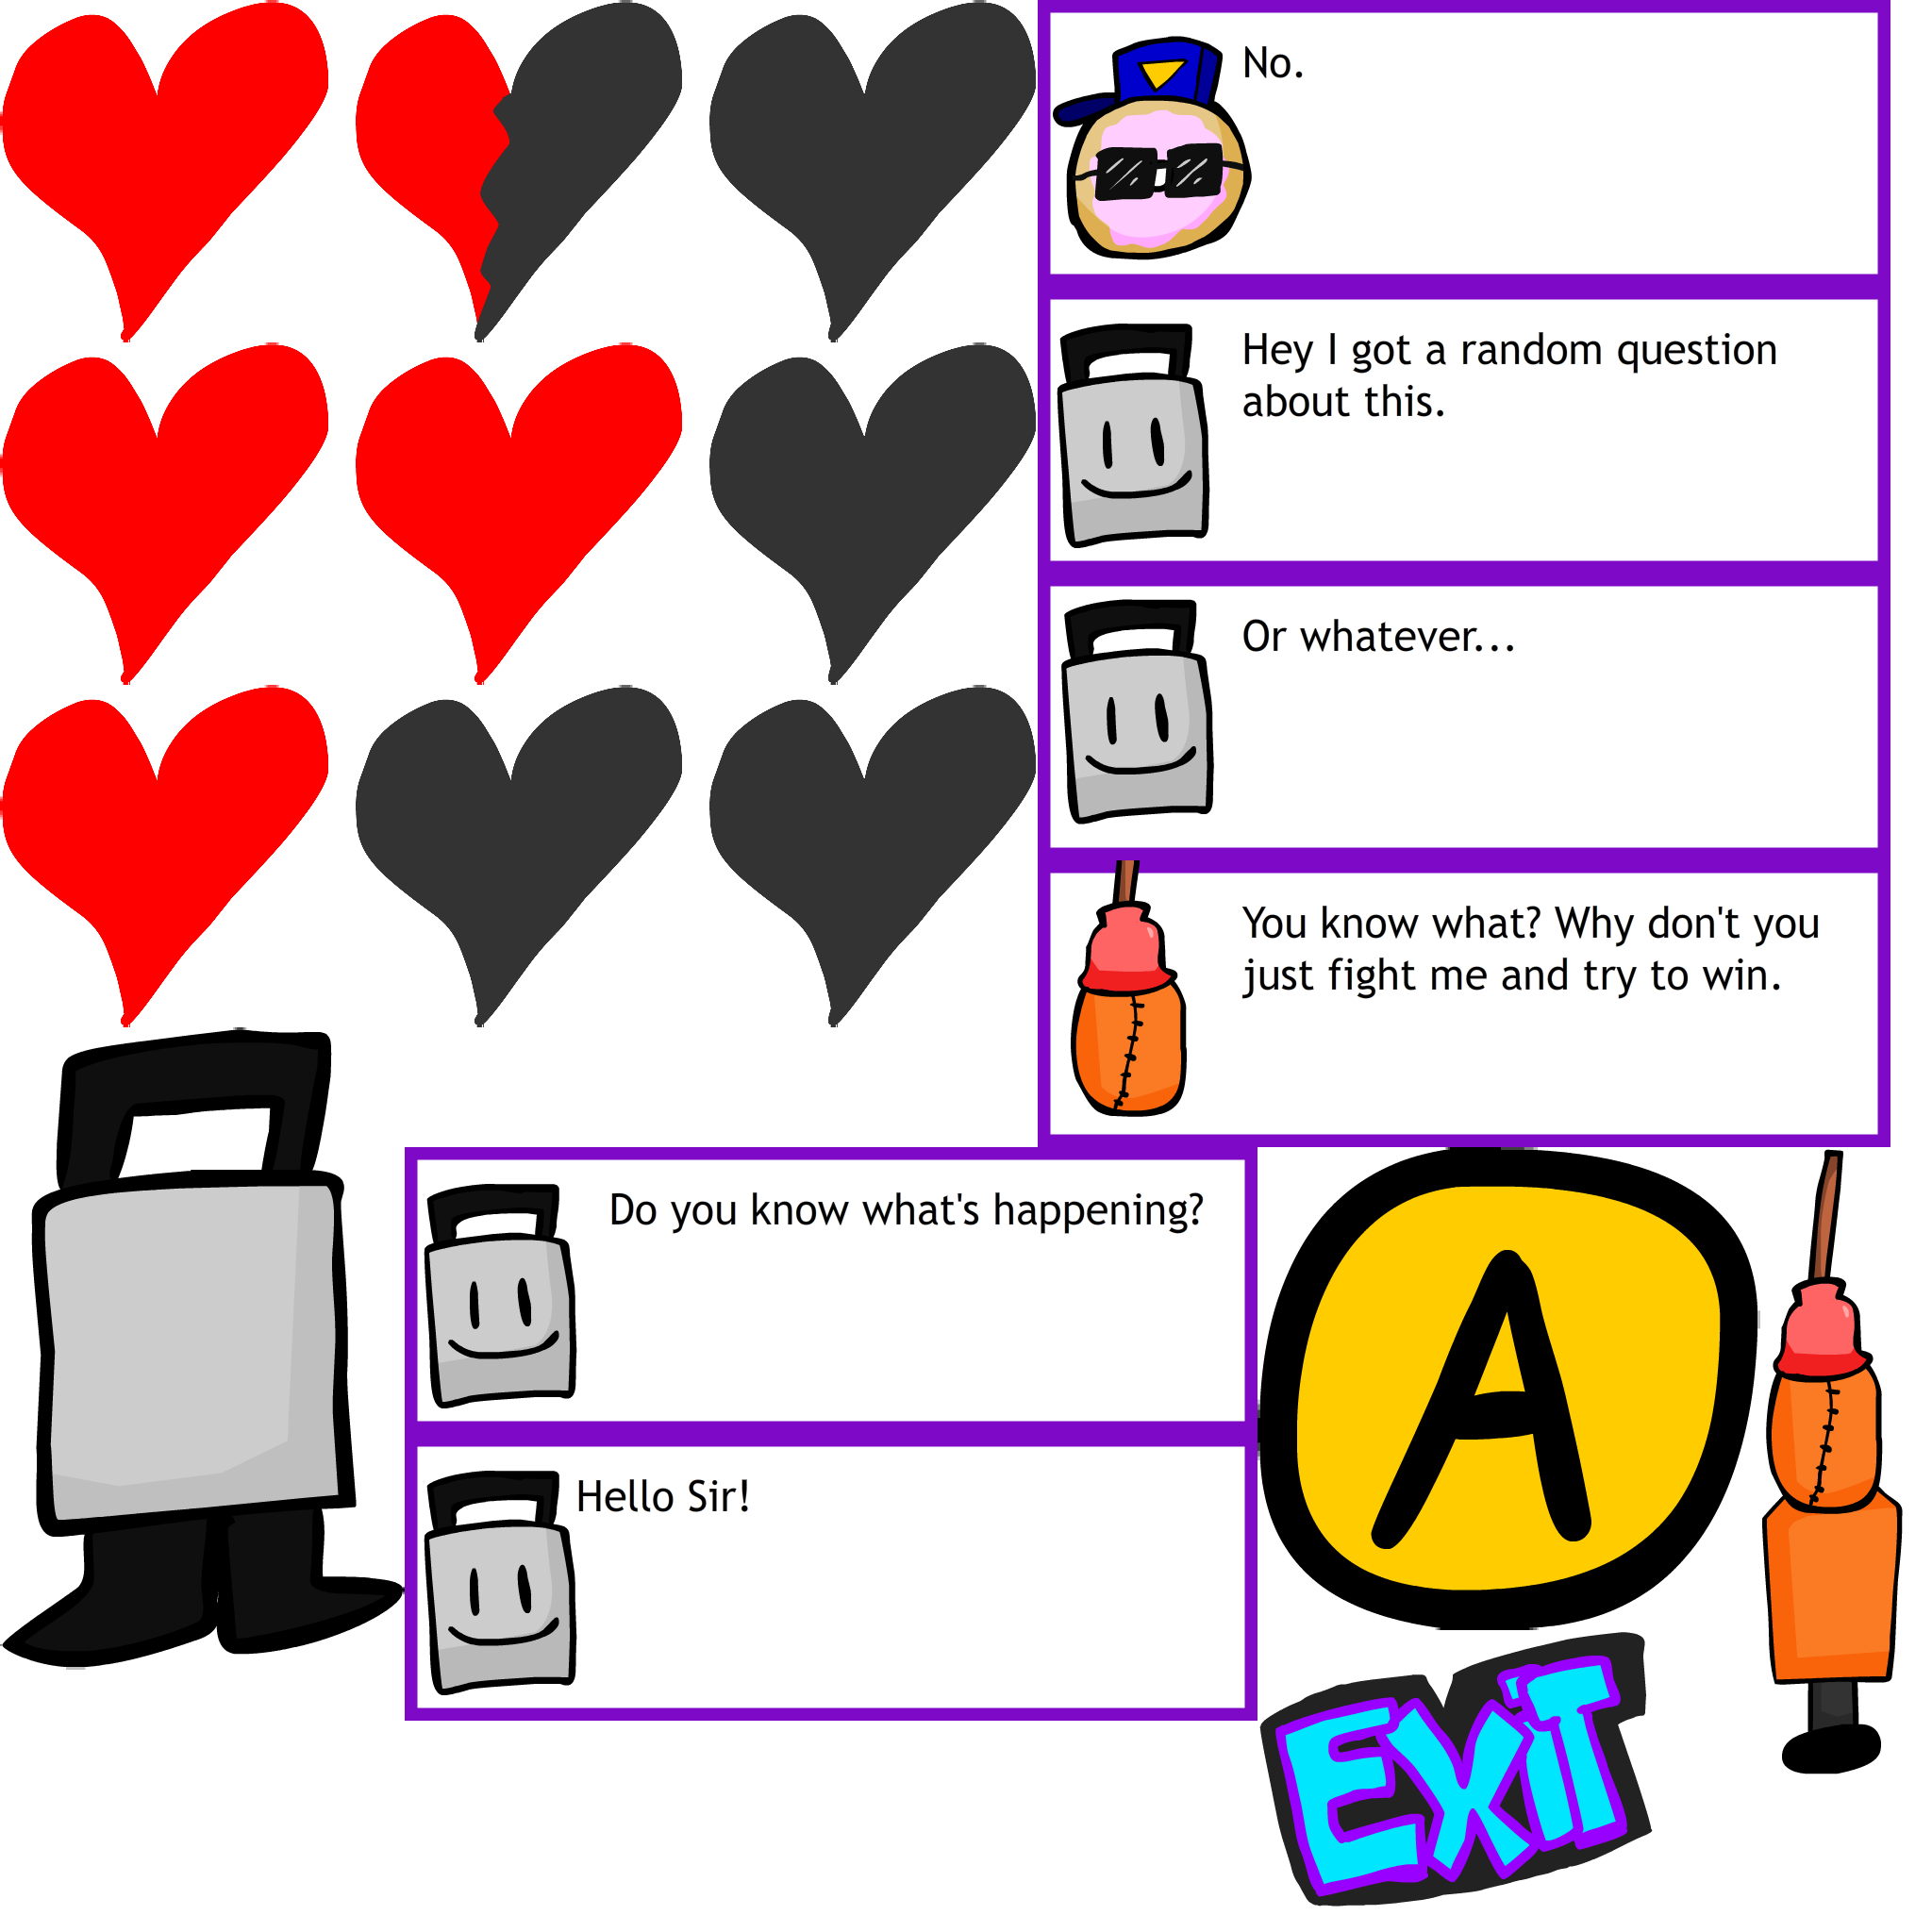 No.
Hey I got a random question
about this.
Or whatever...
You know what? Why don't you
just fight me and try to win.
Do you know what's happening?
Hello Sir!
A
EXiT